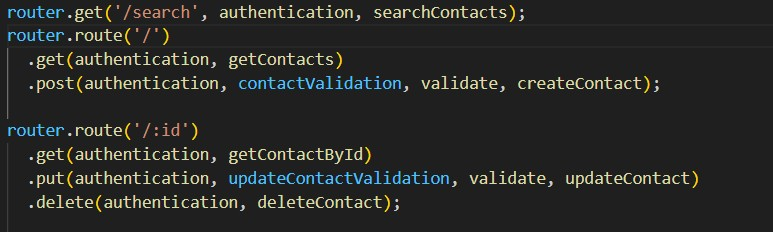 router.get('/search', authentication, searchContacts);
router.route('/')
.get(authentication, getContacts)
.post(authentication, contactValidation, validate, createContact);
router.route('/:id')
.get(authentication, getContactById)
.put(authentication, updateContactValidation, validate, updateContact)
.delete(authentication, deleteContact);